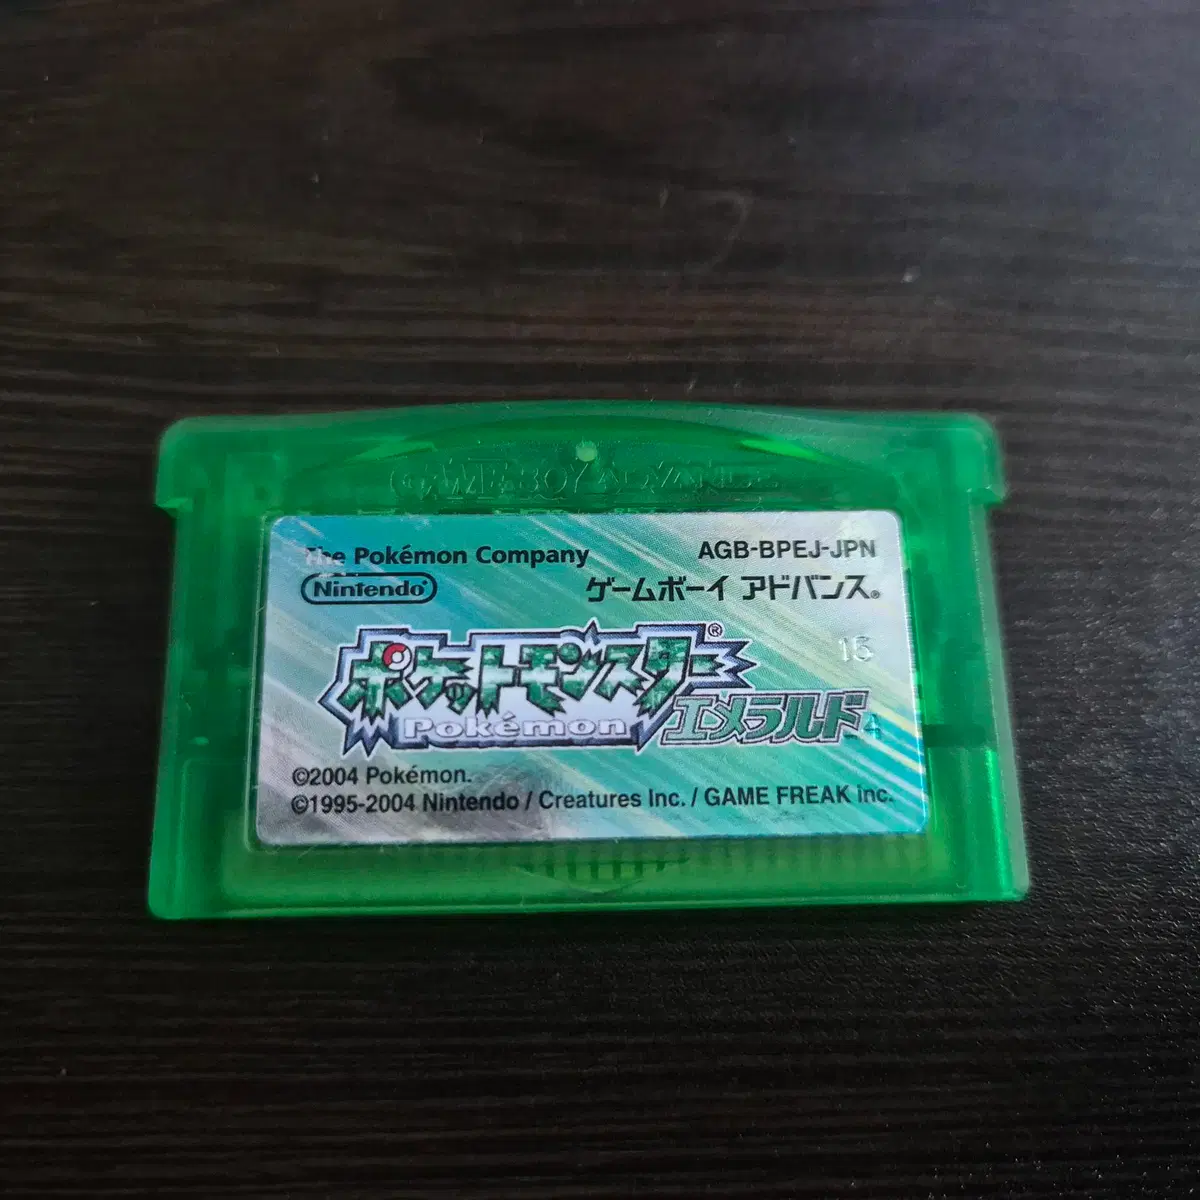 GAME BOY ADVANCE
The Pokémon Company
AGB-BPEJ-JPN
Nintendo®
ゲームボーイ アドバンス®
15
ポケットモンスター®
Pokémon
エメラルド
4
©2004 Pokémon.
©1995-2004 Nintendo / Creatures Inc. / GAME FREAK inc.